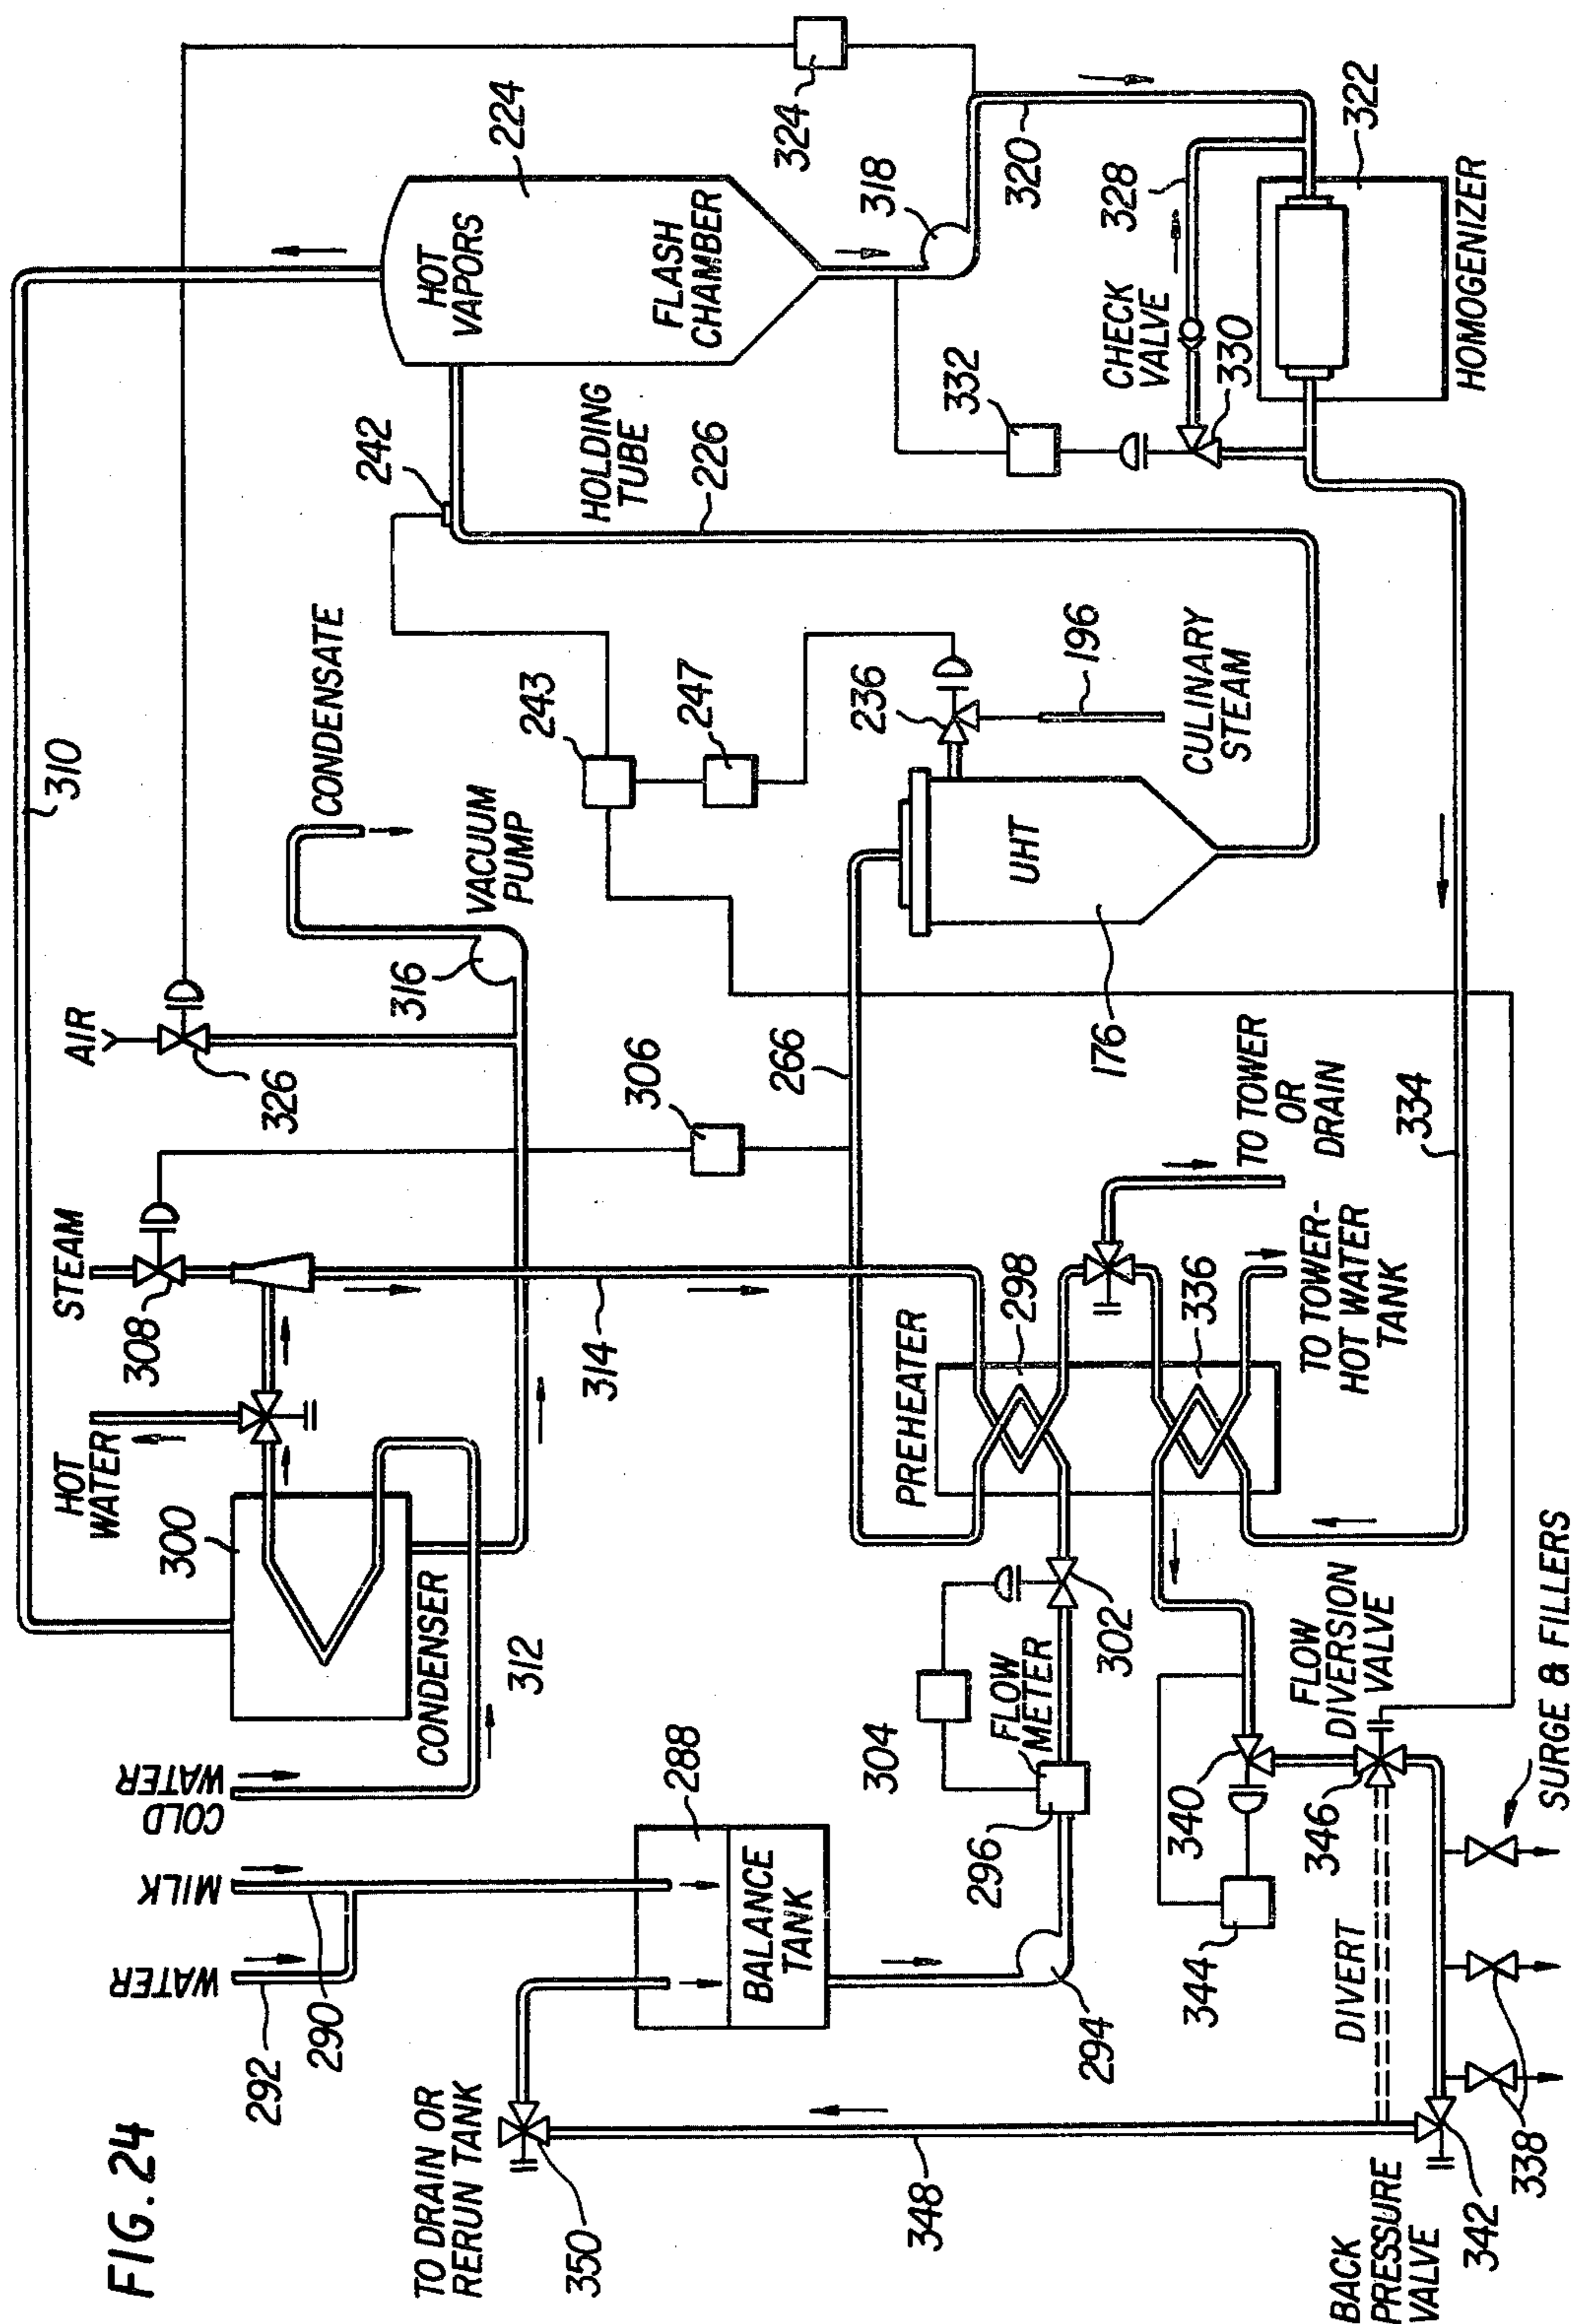 FIG. 24
310
STEAM
308
HOT
WATER
300
CONDENSER
312
COLD
WATER
MILK
WATER
292
290
288
BALANCE
TANK
TO DRAIN OR
RERUN TANK
350
348
294
296
FLOW
METER
304
302
PREHEATER
298
336
314
306
AIR
326
316
VACUUM
PUMP
CONDENSATE
243
247
242
HOLDING
TUBE
226
HOT
VAPORS
224
FLASH
CHAMBER
324
318
320
332
CHECK
VALVE
328
330
322
HOMOGENIZER
236
196
CULINARY
STEAM
UHT
176
266
TO TOWER
OR
DRAIN
TO TOWER-
HOT WATER
TANK
334
340
344
346
FLOW
DIVERSION
VALVE
DIVERT
SURGE & FILLERS
338
342
BACK
PRESSURE
VALVE